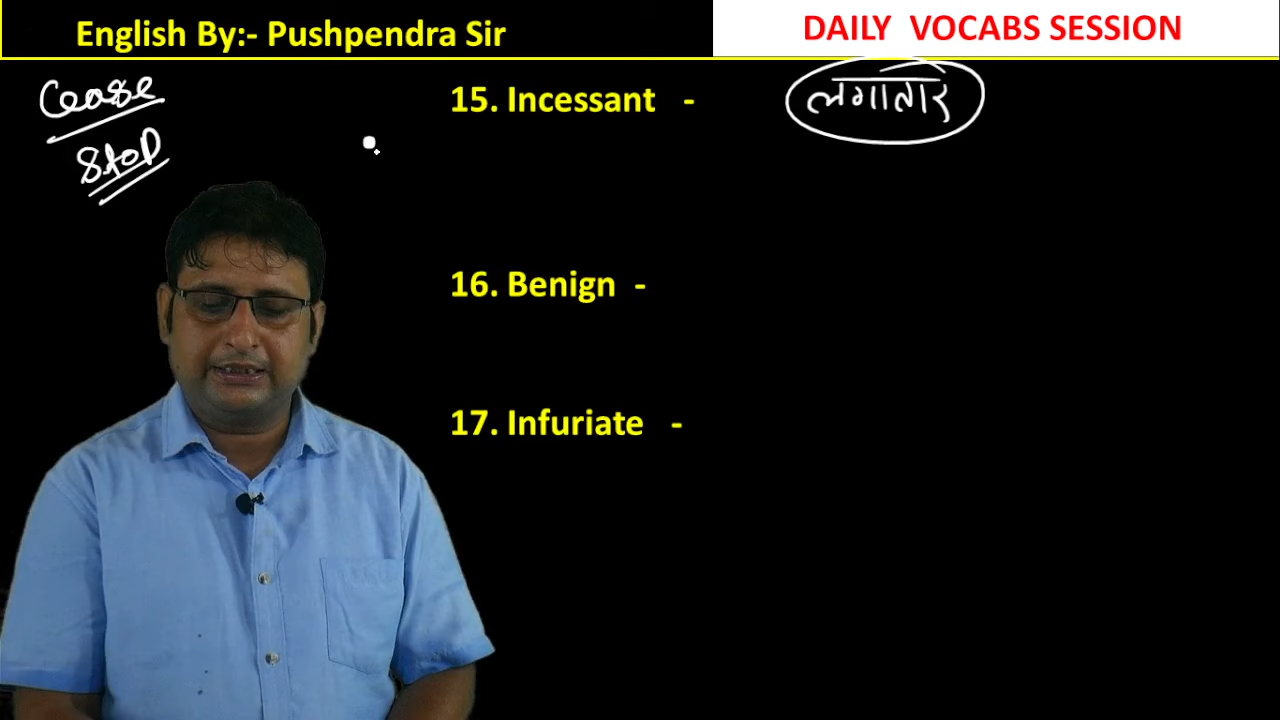 English By:- Pushpendra Sir
DAILY VOCABS SESSION
Cease
Stop
15. Incessant - लगातार
16. Benign -
17. Infuriate -